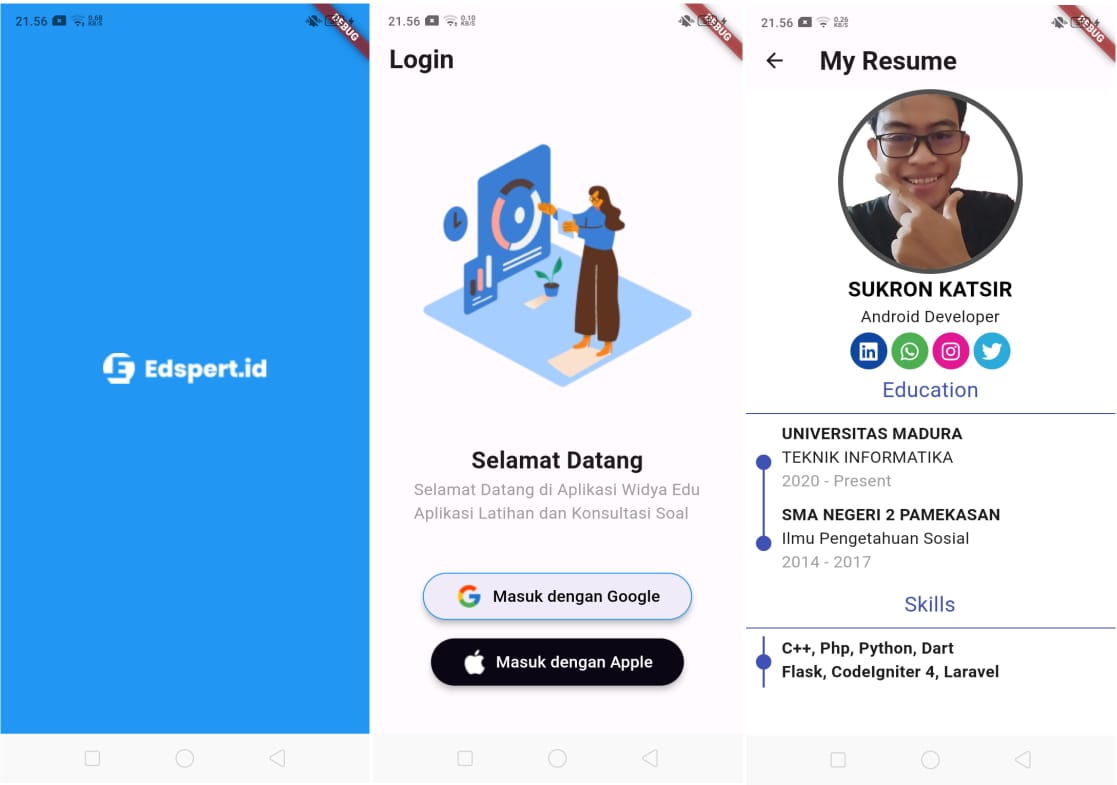 21.56
0,68
KB/S
DEBUG
Edspert.id
21.56
0,10
KB/S
DEBUG
Login
Selamat Datang
Selamat Datang di Aplikasi Widya Edu
Aplikasi Latihan dan Konsultasi Soal
Masuk dengan Google
Masuk dengan Apple
21.56
0,26
KB/S
DEBUG
My Resume
SUKRON KATSIR
Android Developer
in
Education
UNIVERSITAS MADURA
TEKNIK INFORMATIKA
2020 - Present
SMA NEGERI 2 PAMEKASAN
Ilmu Pengetahuan Sosial
2014 - 2017
Skills
C++, Php, Python, Dart
Flask, CodeIgniter 4, Laravel